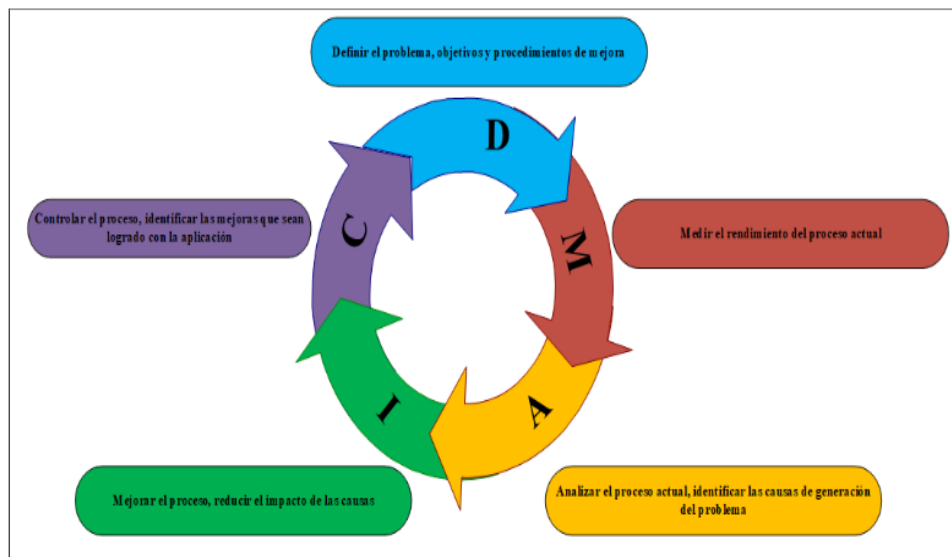 Definir el problema, objetivos y procedimientos de mejora
D
Controlar el proceso, identificar las mejoras que sean
logrado con la aplicación
C
M
Medir el rendimiento del proceso actual
I
A
Mejorar el proceso, reducir el impacto de las causas
Analizar el proceso actual, identificar las causas de generación
del problema